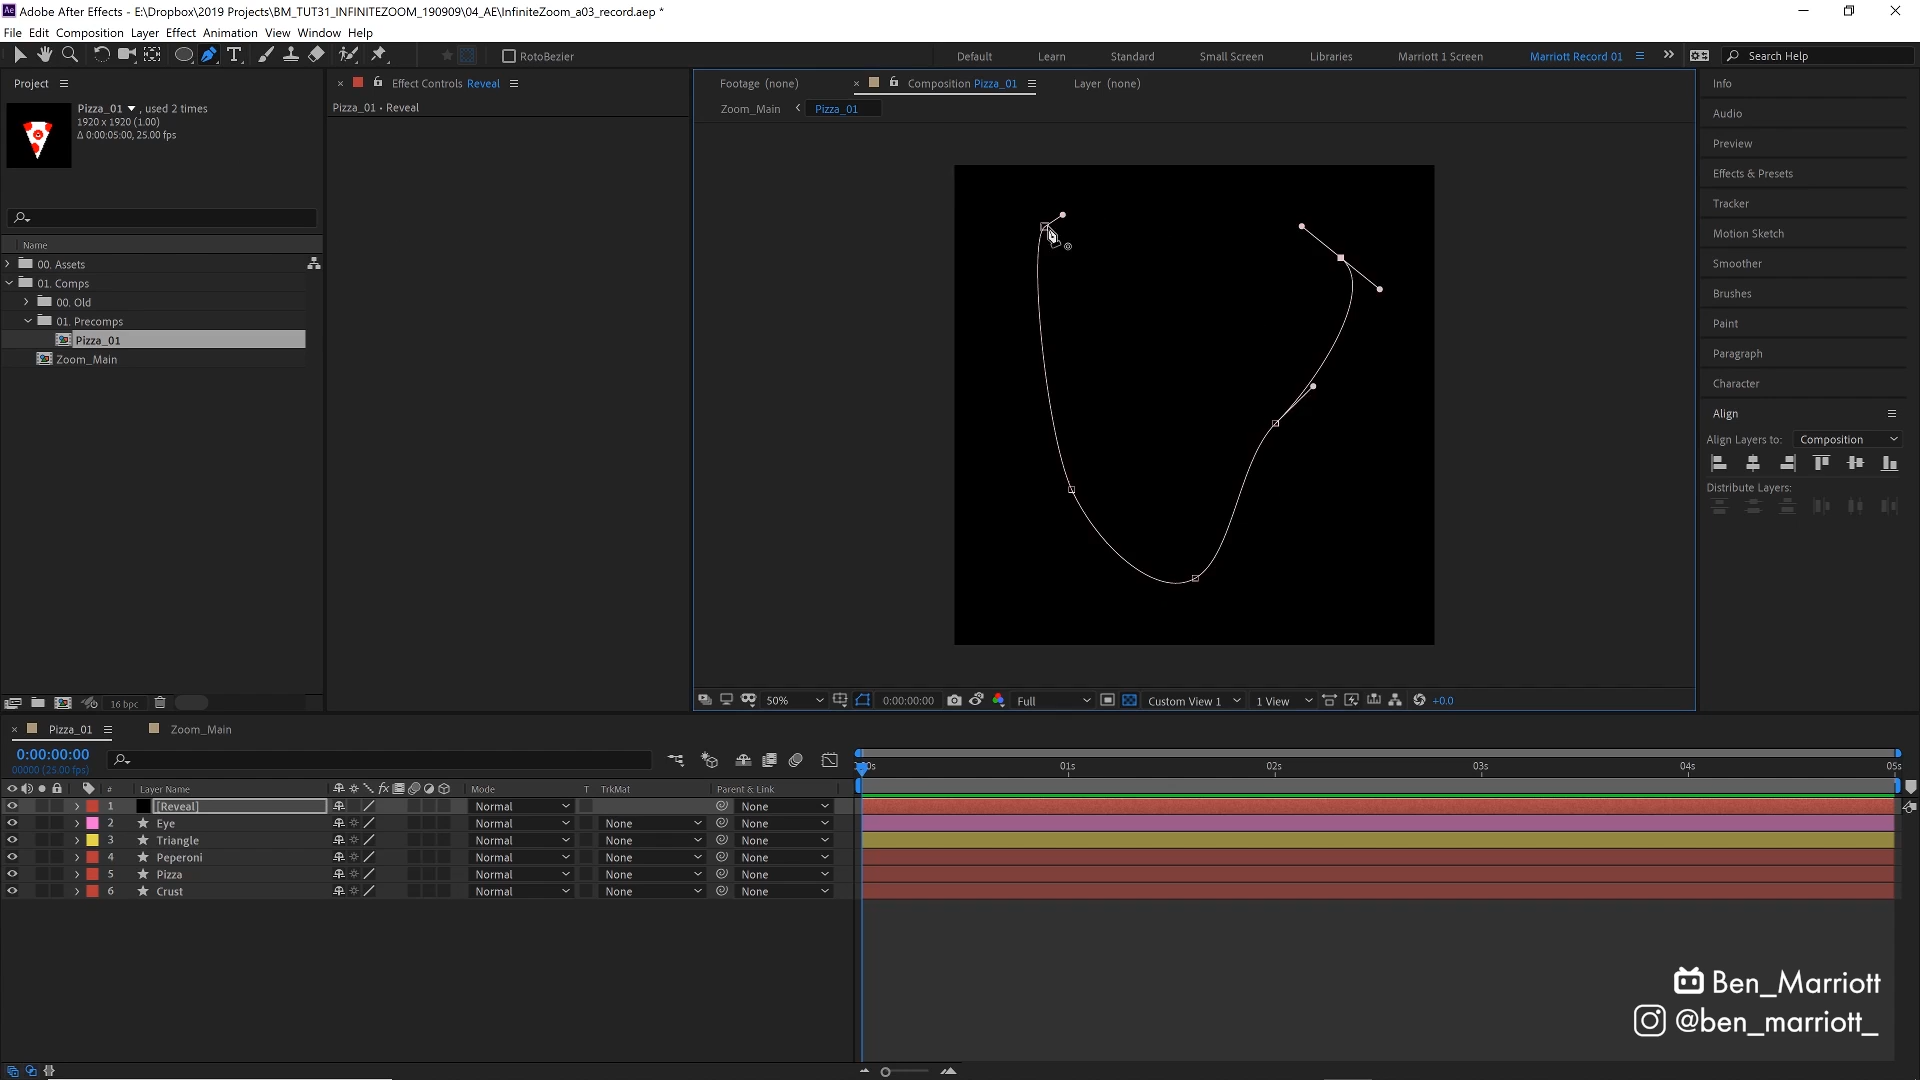 Adobe After Effects - E:\Dropbox\2019 Projects\BM_TUT31_INFINITEZOOM_190909\04_AE\InfiniteZoom_a03_record.aep *
File Edit Composition Layer Effect Animation View Window Help
RotoBezier Default Learn Standard Small Screen Libraries Marriott 1 Screen Marriott Record 01 Search Help
Project
Pizza_01 , used 2 times
1920 x 1920 (1.00)
Δ 0:00:05:00, 25.00 fps
Name
00. Assets
01. Comps
00. Old
01. Precomps
Pizza_01
Zoom_Main
16 bpc
Effect Controls Reveal
Pizza_01 • Reveal
Footage (none) Composition Pizza_01 Layer (none)
Zoom_Main Pizza_01
50% 0:00:00:00 Full Custom View 1 1 View +0.0
Info
Audio
Preview
Effects & Presets
Tracker
Motion Sketch
Smoother
Brushes
Paint
Paragraph
Character
Align
Align Layers to: Composition
Distribute Layers:
Pizza_01 Zoom_Main
0:00:00:00
00000 (25.00 fps)
01s 02s 03s 04s 05s
# Layer Name Mode T TrkMat Parent & Link
1 [Reveal] Normal None
2 Eye Normal None None
3 Triangle Normal None None
4 Peperoni Normal None None
5 Pizza Normal None None
6 Crust Normal None None
Ben_Marriott
@ben_marriott_